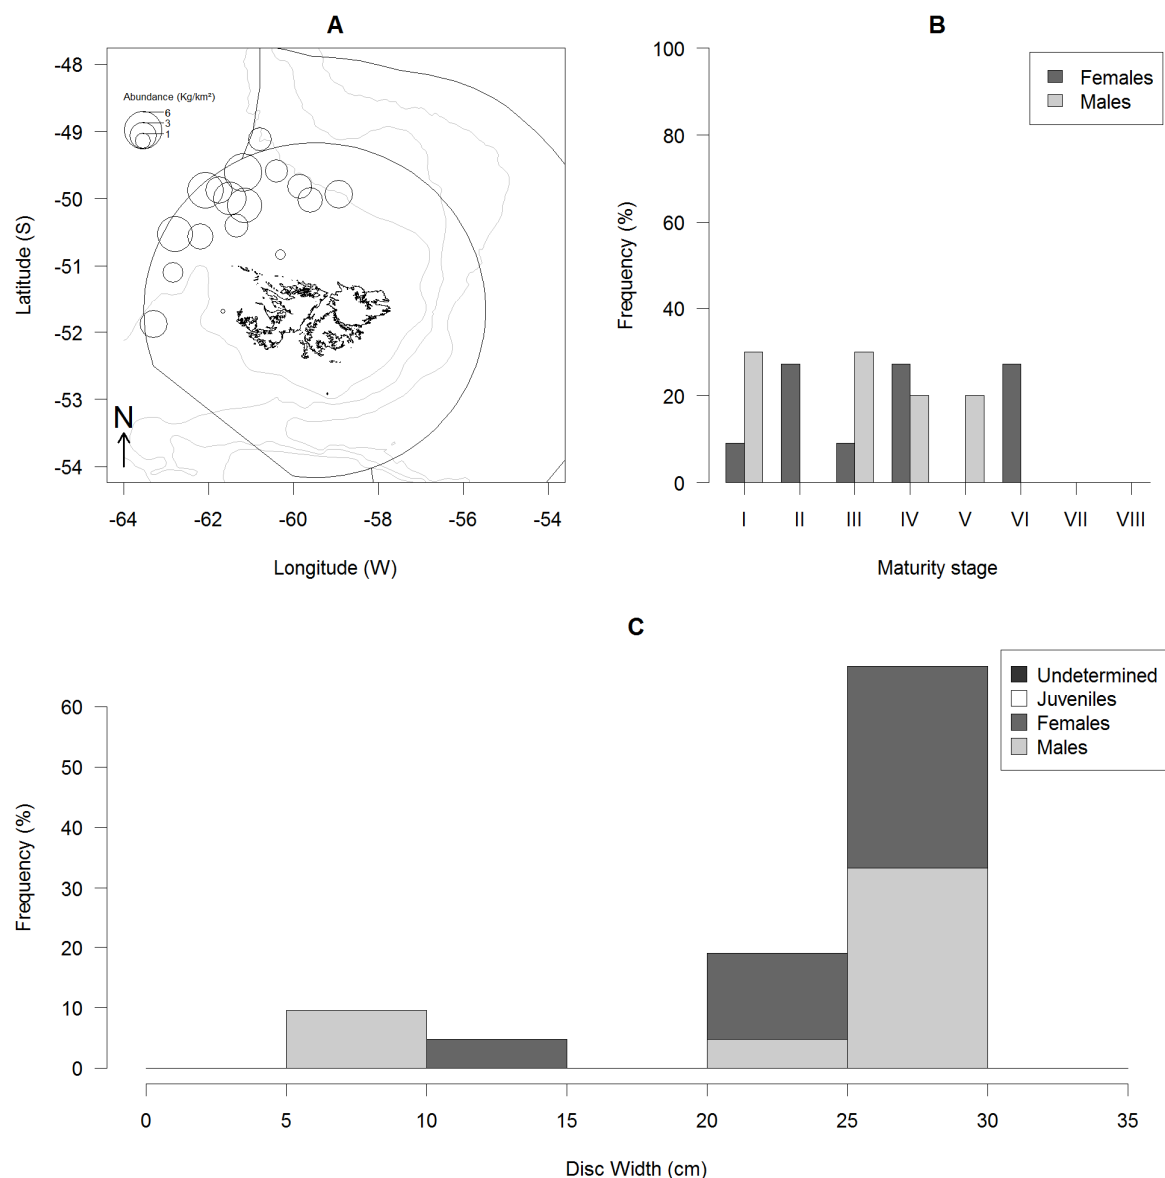 A
Latitude (S)
-48
-49
-50
-51
-52
-53
-54
Abundance (Kg/km²)
6
3
1
N
-64 -62 -60 -58 -56 -54
Longitude (W)
B
Frequency (%)
100
80
60
40
20
0
Females
Males
I II III IV V VI VII VIII
Maturity stage
C
Frequency (%)
60
50
40
30
20
10
0
Undetermined
Juveniles
Females
Males
0 5 10 15 20 25 30 35
Disc Width (cm)